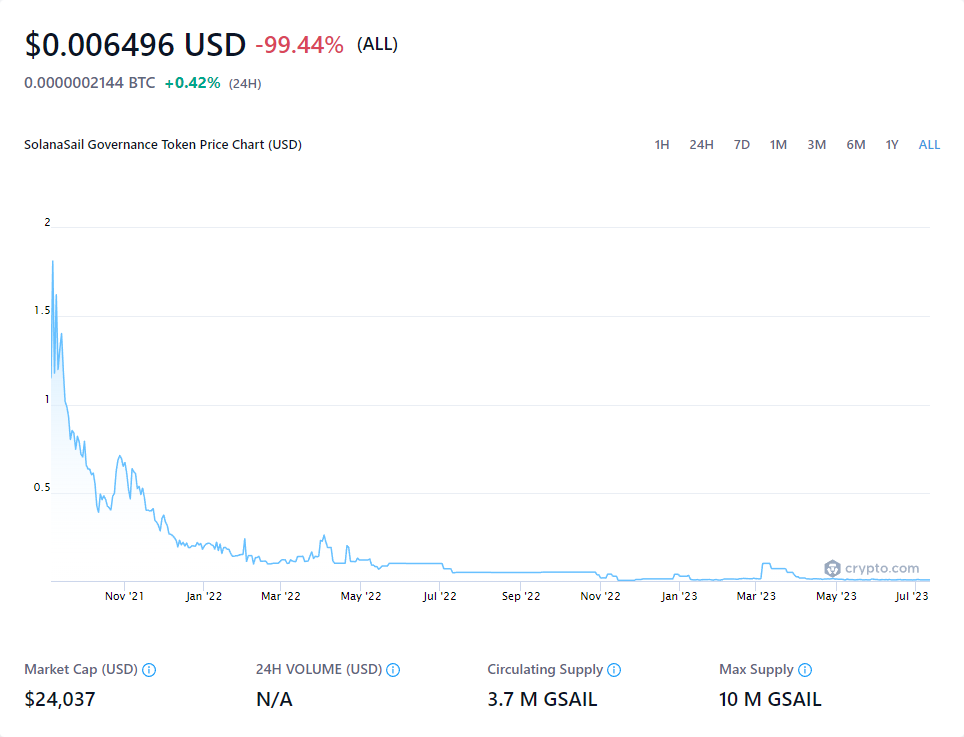 $0.006496 USD -99.44% (ALL)
0.0000002144 BTC +0.42% (24H)
SolanaSail Governance Token Price Chart (USD) 1H 24H 7D 1M 3M 6M 1Y ALL
2
1.5
1
0.5
crypto.com
Nov '21 Jan '22 Mar '22 May '22 Jul '22 Sep '22 Nov '22 Jan '23 Mar '23 May '23 Jul '23
Market Cap (USD) 24H VOLUME (USD) Circulating Supply Max Supply
$24,037 N/A 3.7 M GSAIL 10 M GSAIL